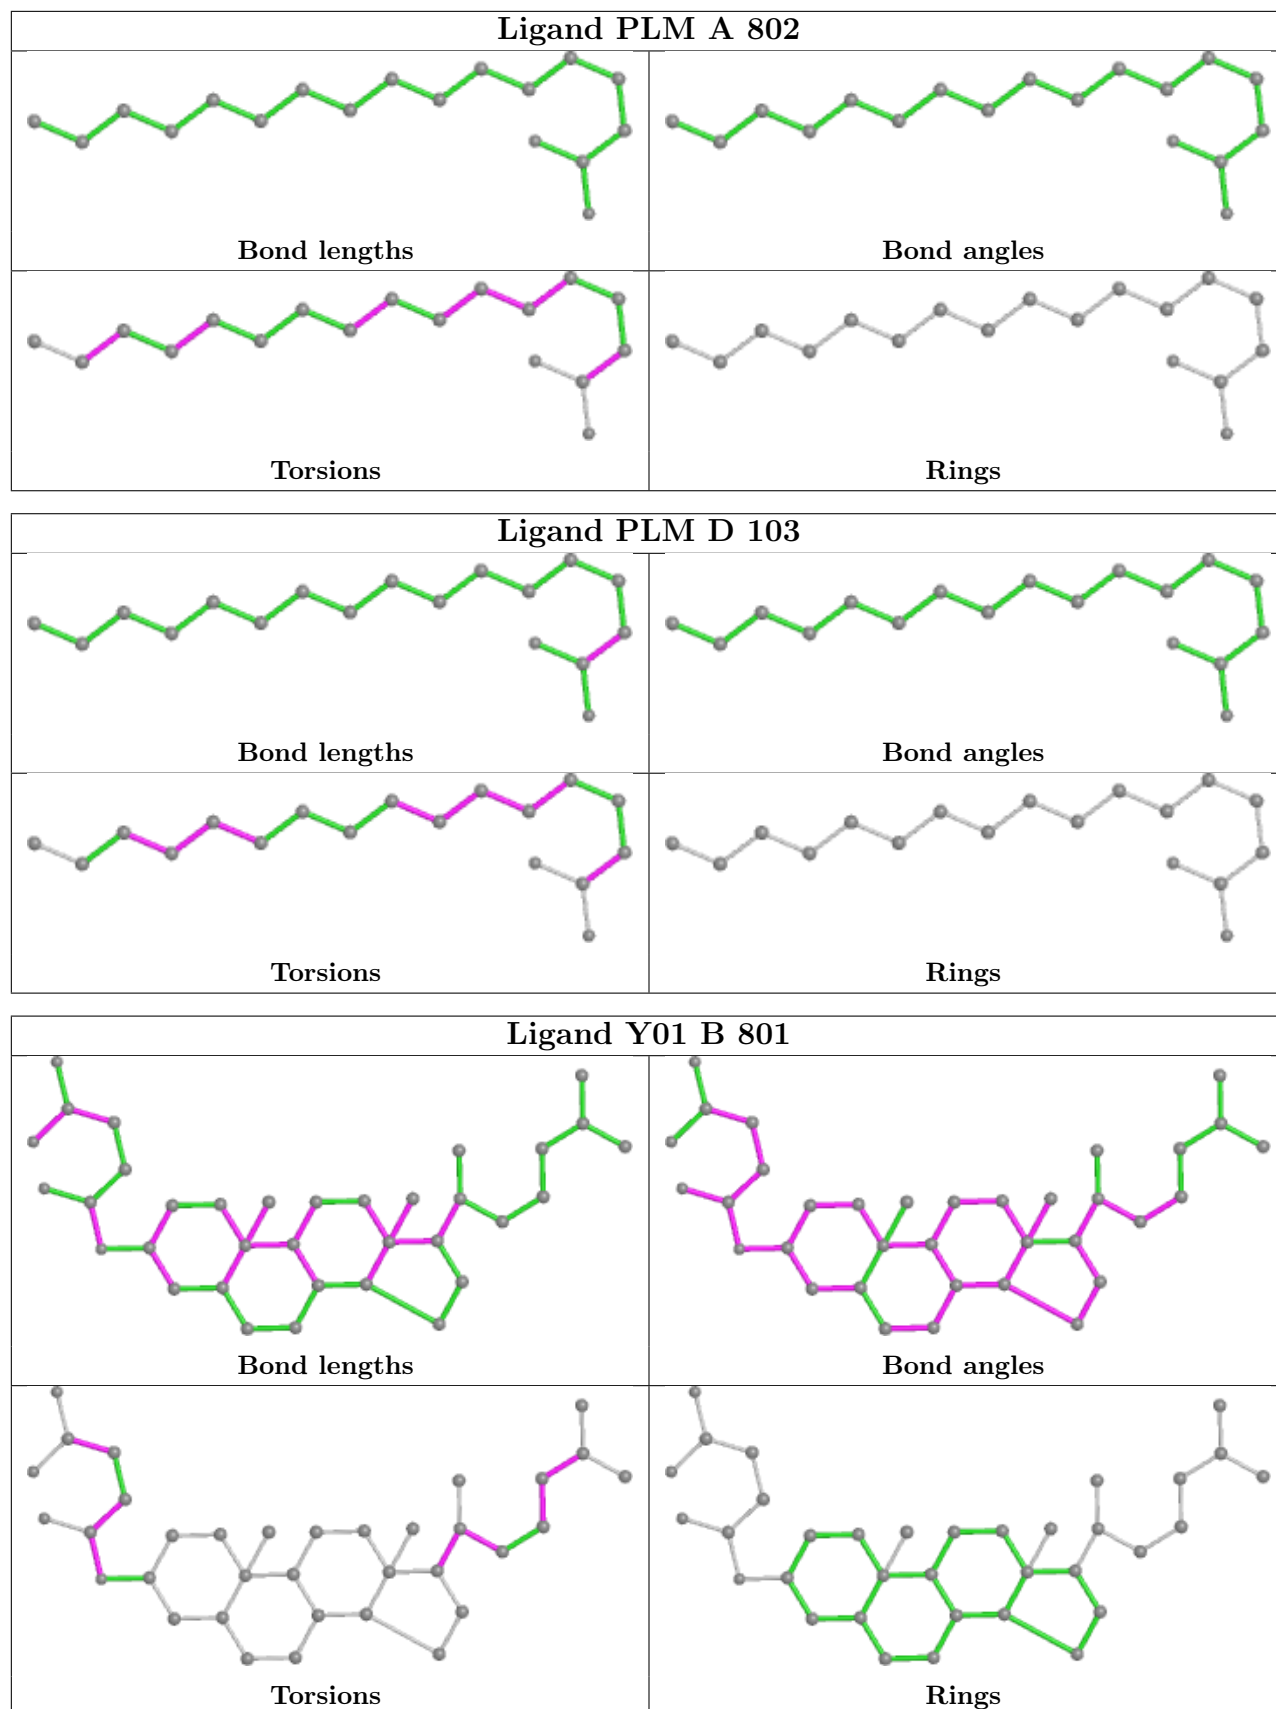 Ligand PLM A 802
Bond lengths
Bond angles
Torsions
Rings
Ligand PLM D 103
Bond lengths
Bond angles
Torsions
Rings
Ligand Y01 B 801
Bond lengths
Bond angles
Torsions
Rings